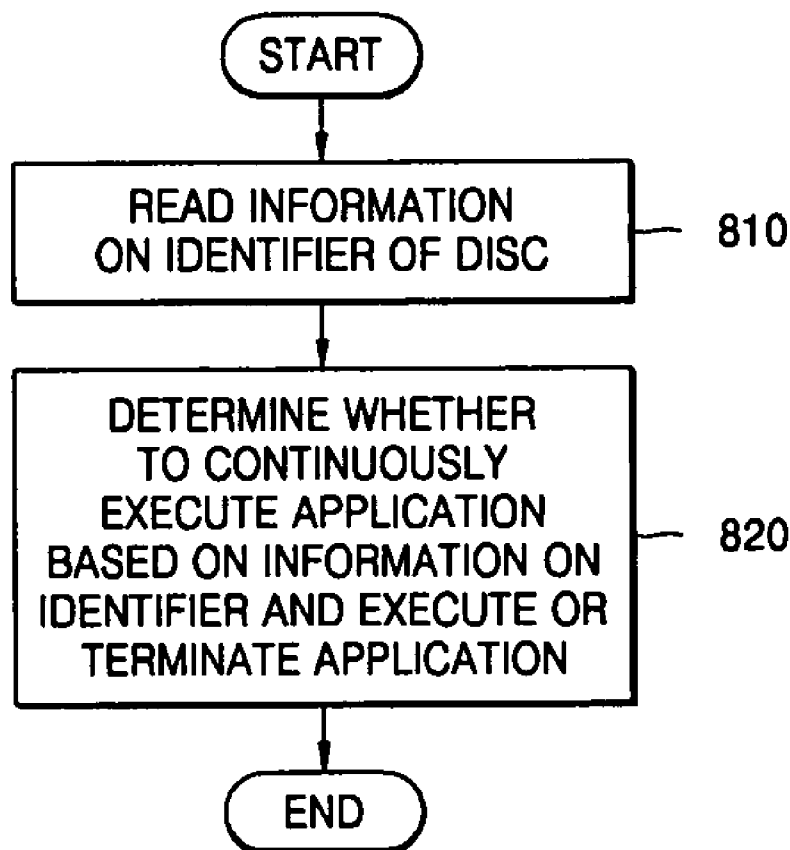 START
READ INFORMATION
ON IDENTIFIER OF DISC
810
DETERMINE WHETHER
TO CONTINUOUSLY
EXECUTE APPLICATION
BASED ON INFORMATION ON
IDENTIFIER AND EXECUTE OR
TERMINATE APPLICATION
820
END